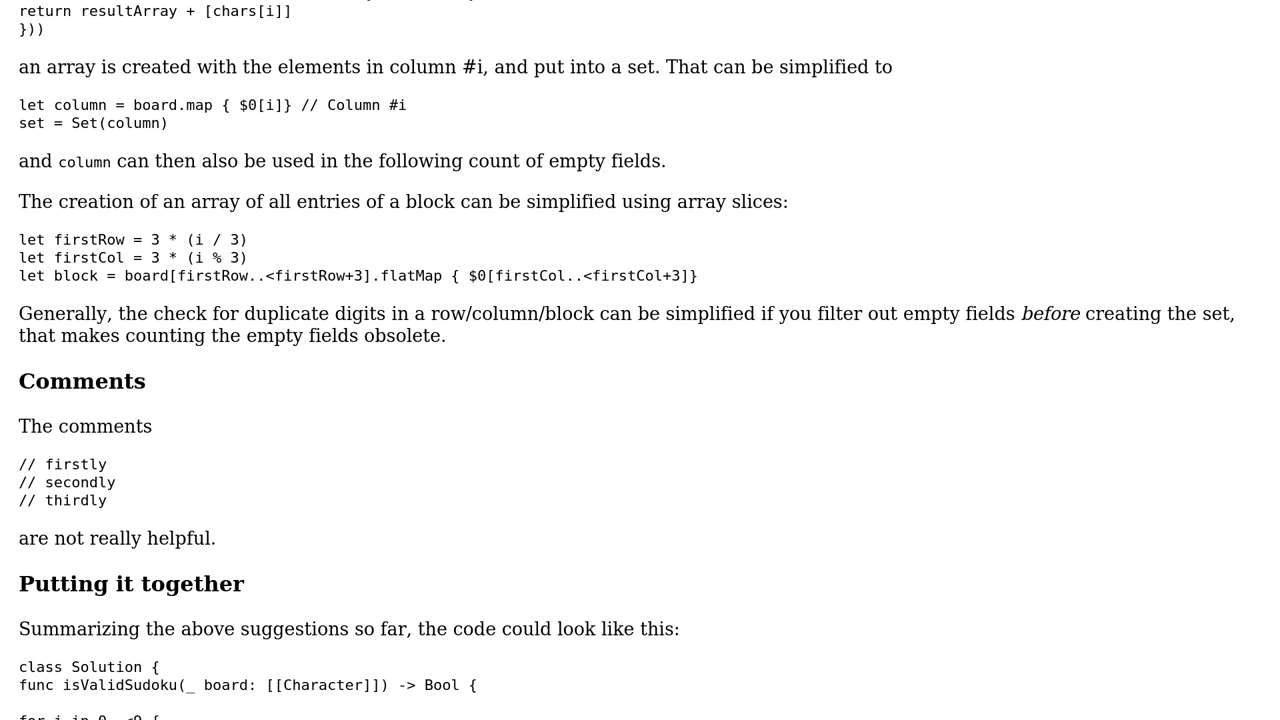 return resultArray + [chars[i]]
}))
an array is created with the elements in column #i, and put into a set. That can be simplified to
let column = board.map { $0[i]} // Column #i
set = Set(column)
and column can then also be used in the following count of empty fields.
The creation of an array of all entries of a block can be simplified using array slices:
let firstRow = 3 * (i / 3)
let firstCol = 3 * (i % 3)
let block = board[firstRow..<firstRow+3].flatMap { $0[firstCol..<firstCol+3]}
Generally, the check for duplicate digits in a row/column/block can be simplified if you filter out empty fields before creating the set,
that makes counting the empty fields obsolete.
Comments
The comments
// firstly
// secondly
// thirdly
are not really helpful.
Putting it together
Summarizing the above suggestions so far, the code could look like this:
class Solution {
func isValidSudoku(_ board: [[Character]]) -> Bool {
for i in 0..<9 {